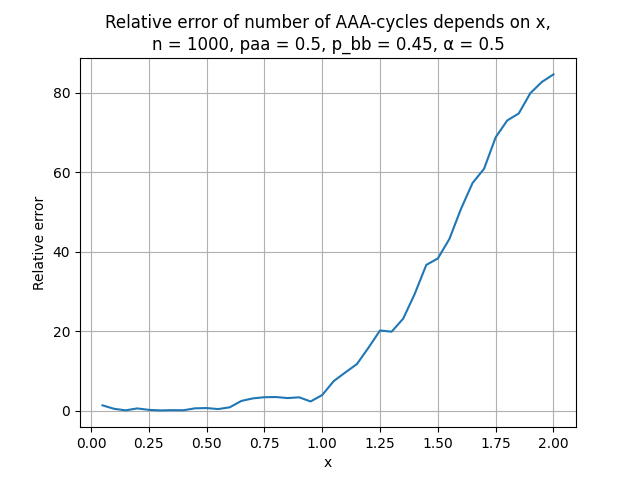 Relative error of number of AAA-cycles depends on x,
n = 1000, paa = 0.5, p_bb = 0.45, α = 0.5
Relative error
80
60
40
20
0
0.00 0.25 0.50 0.75 1.00 1.25 1.50 1.75 2.00
x